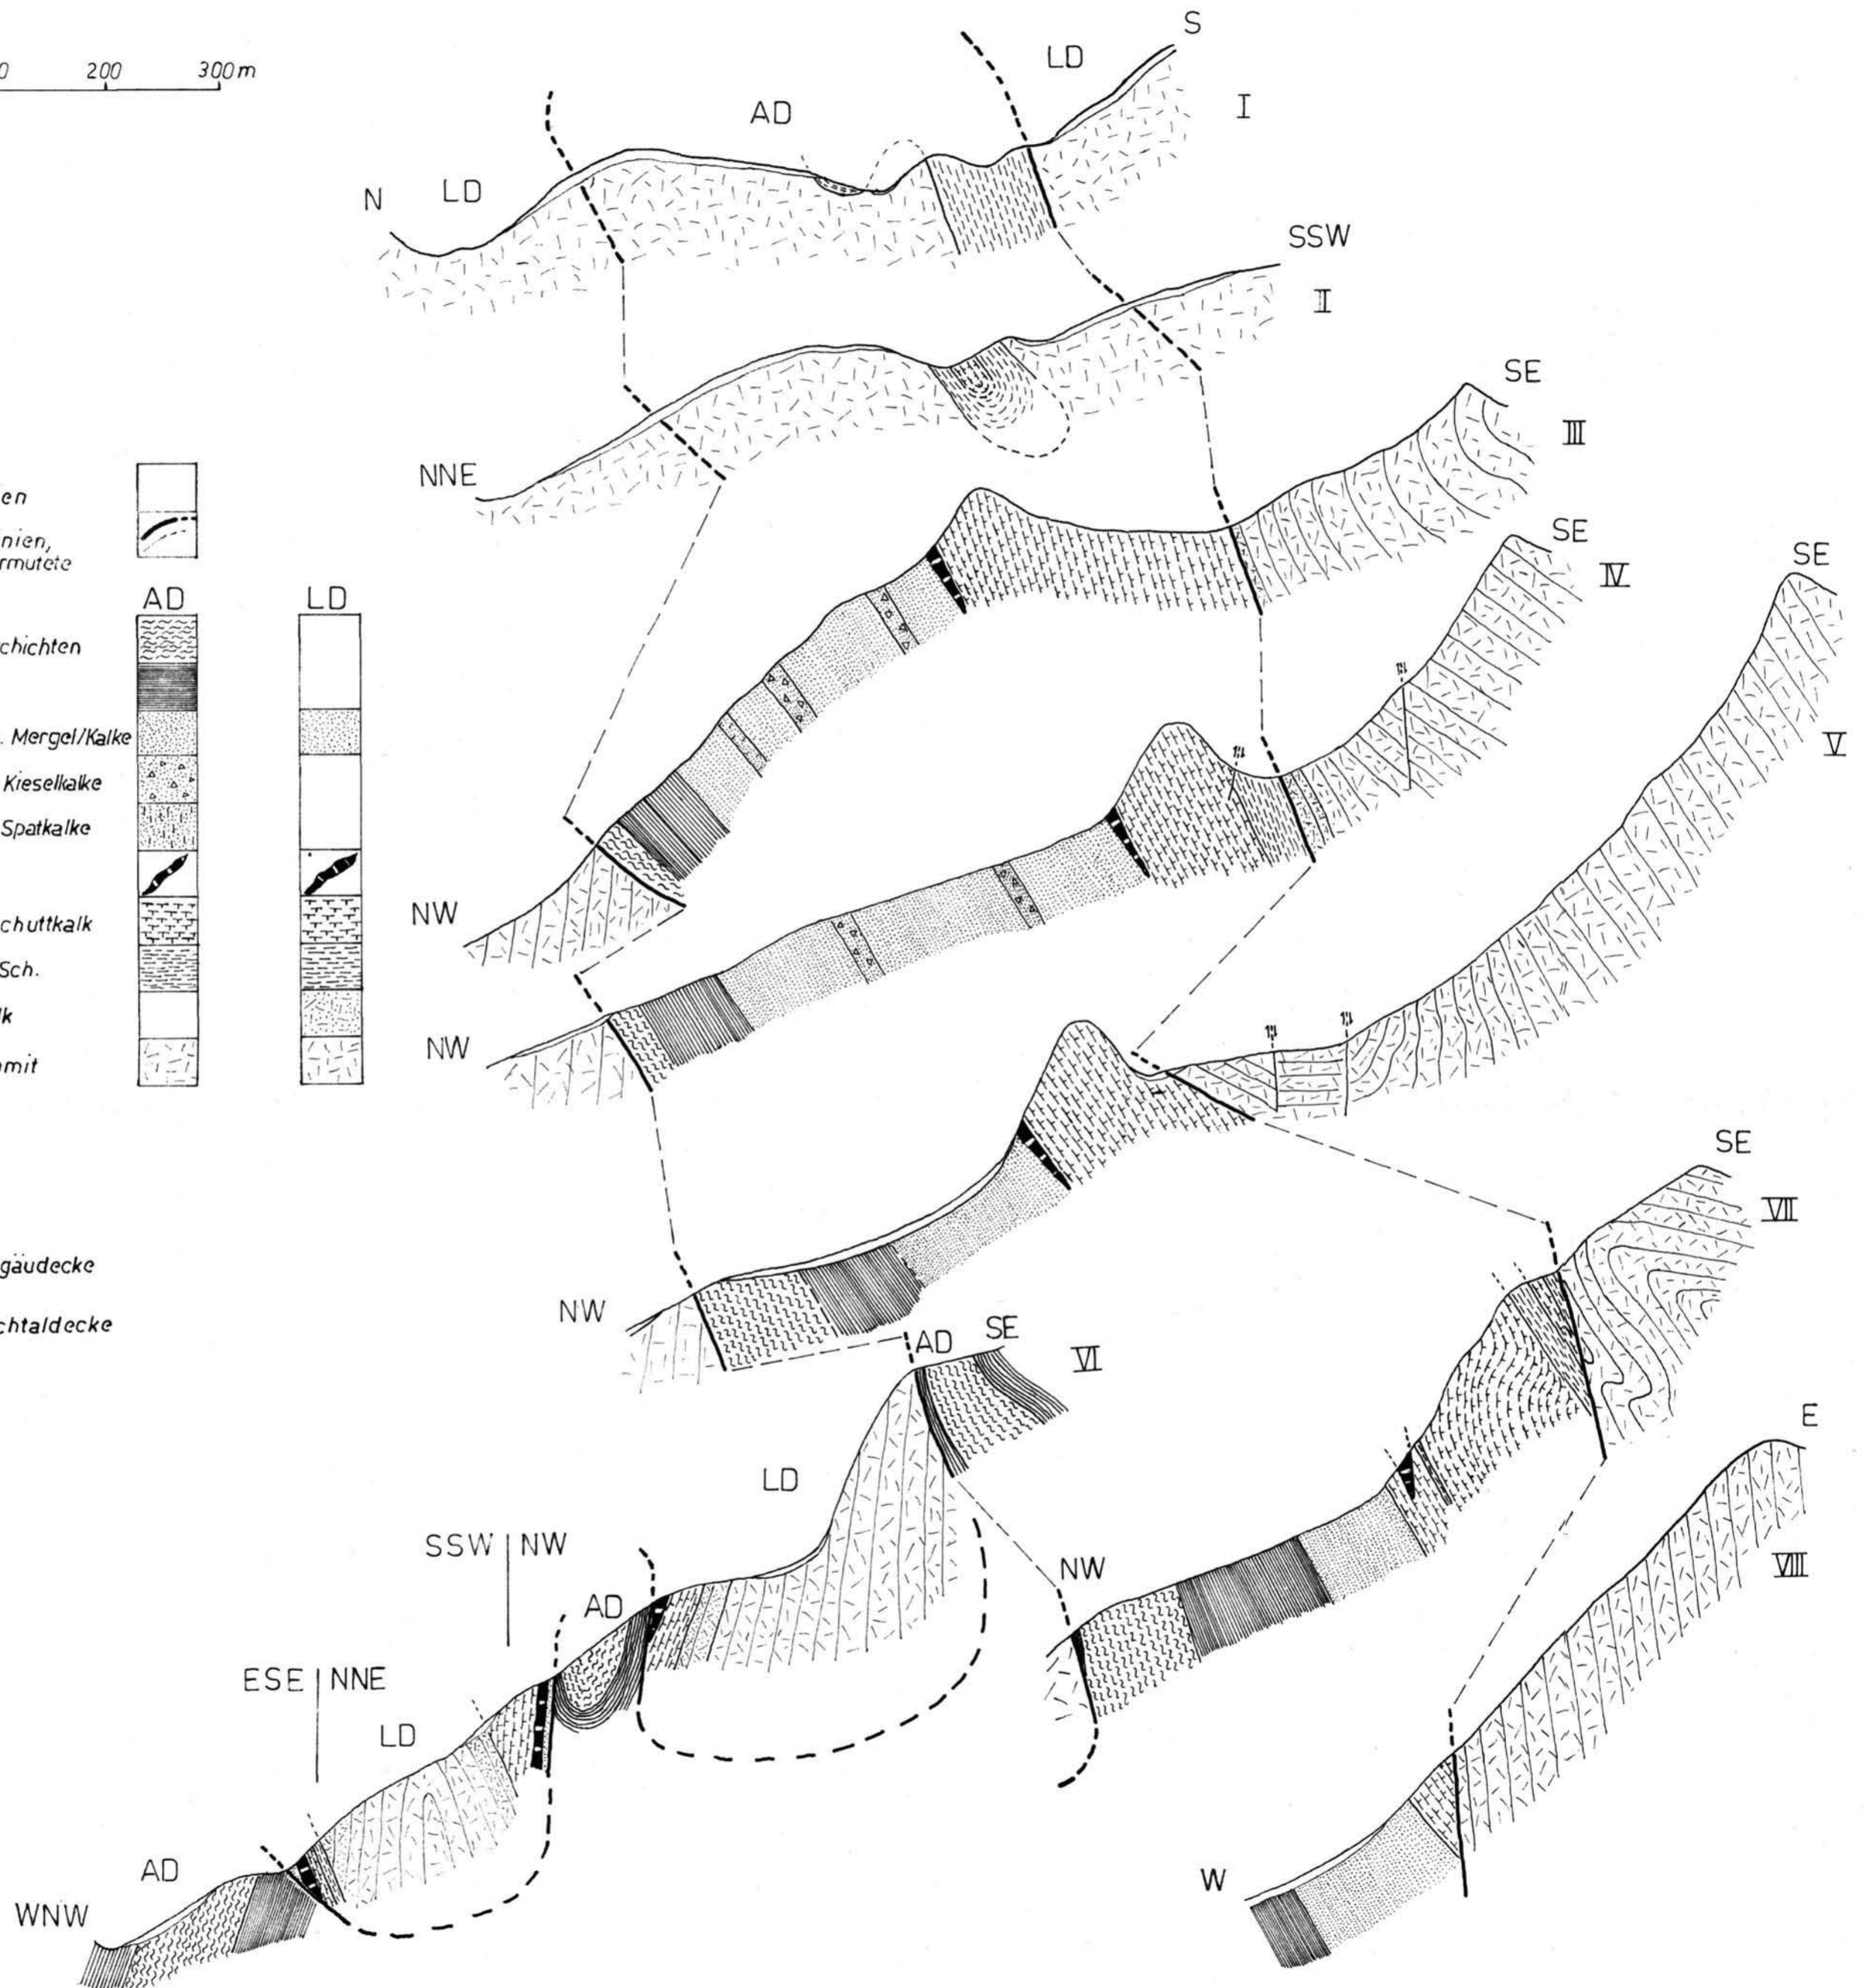 0 200 300m
en
nien,
rmutete
AD LD
chichten
. Mergel/Kalke
Kieselkalke
Spatkalke
chuttkalk
Sch.
lk
mit
gäudecke
chtaldecke
S
LD
I
AD
N
LD
SSW
II
NNE
SE
III
SE
IV
SE
V
NW
NW
SE
VII
NW
AD
SE
VI
E
LD
SSW NW
NW
VIII
AD
ESE NNE
LD
AD
W
WNW